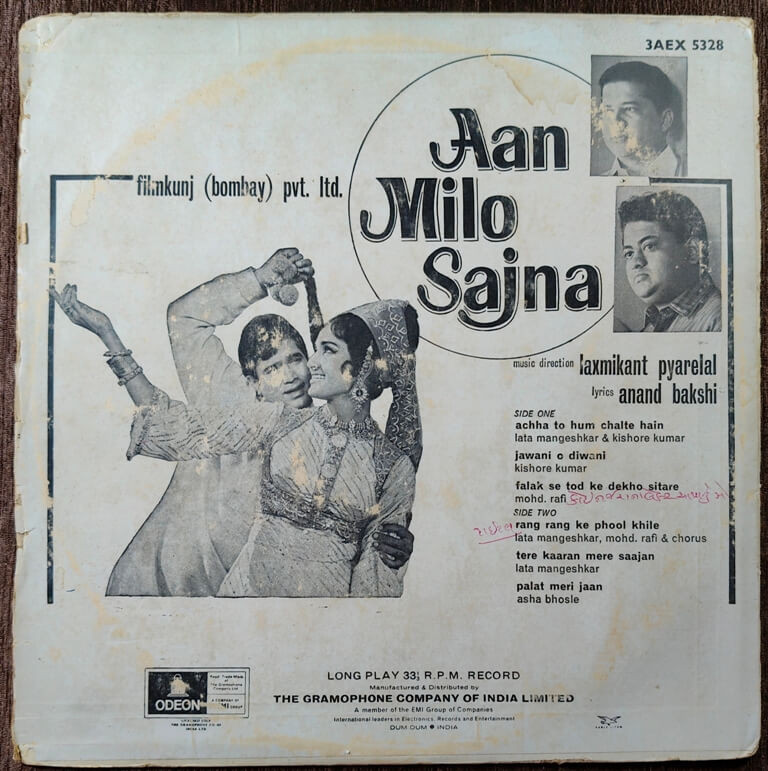 3AEX 5328
filmkunj (bombay) pvt. ltd.
Aan
Milo
Sajna
music direction laxmikant pyarelal
lyrics anand bakshi
SIDE ONE
achha to hum chalte hain
lata mangeshkar & kishore kumar
jawani o diwani
kishore kumar
falak se tod ke dekho sitare
mohd. rafi
SIDE TWO
rang rang ke phool khile
lata mangeshkar, mohd. rafi & chorus
tere kaaran mere saajan
lata mangeshkar
palat meri jaan
asha bhosle
ODEON
LONG PLAY 33⅓ R.P.M. RECORD
Manufactured & Distributed by
THE GRAMOPHONE COMPANY OF INDIA LIMITED
A member of the EMI Group of Companies
International leaders in Electronics, Records and Entertainment
DUM DUM ● INDIA